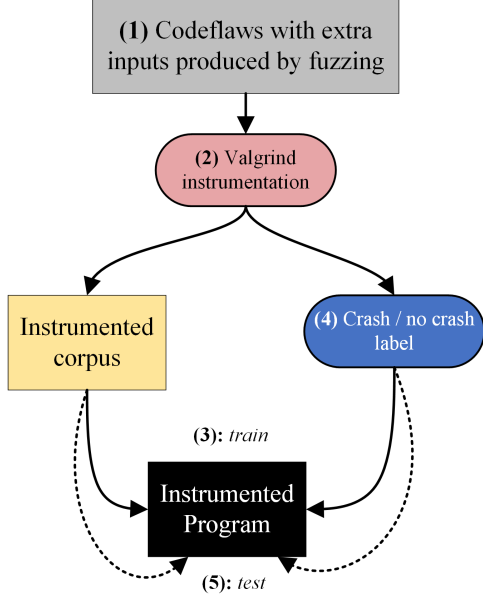 (1) Codeflaws with extra
inputs produced by fuzzing
(2) Valgrind
instrumentation
Instrumented
corpus
(4) Crash / no crash
label
(3): train
Instrumented
Program
(5): test